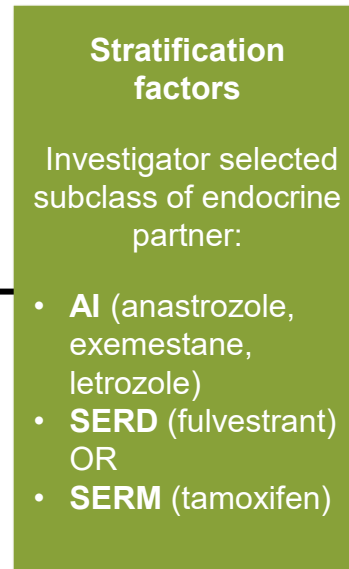 Stratification
factors
Investigator selected
subclass of endocrine
partner:
• AI (anastrozole,
exemestane,
letrozole)
• SERD (fulvestrant)
OR
• SERM (tamoxifen)